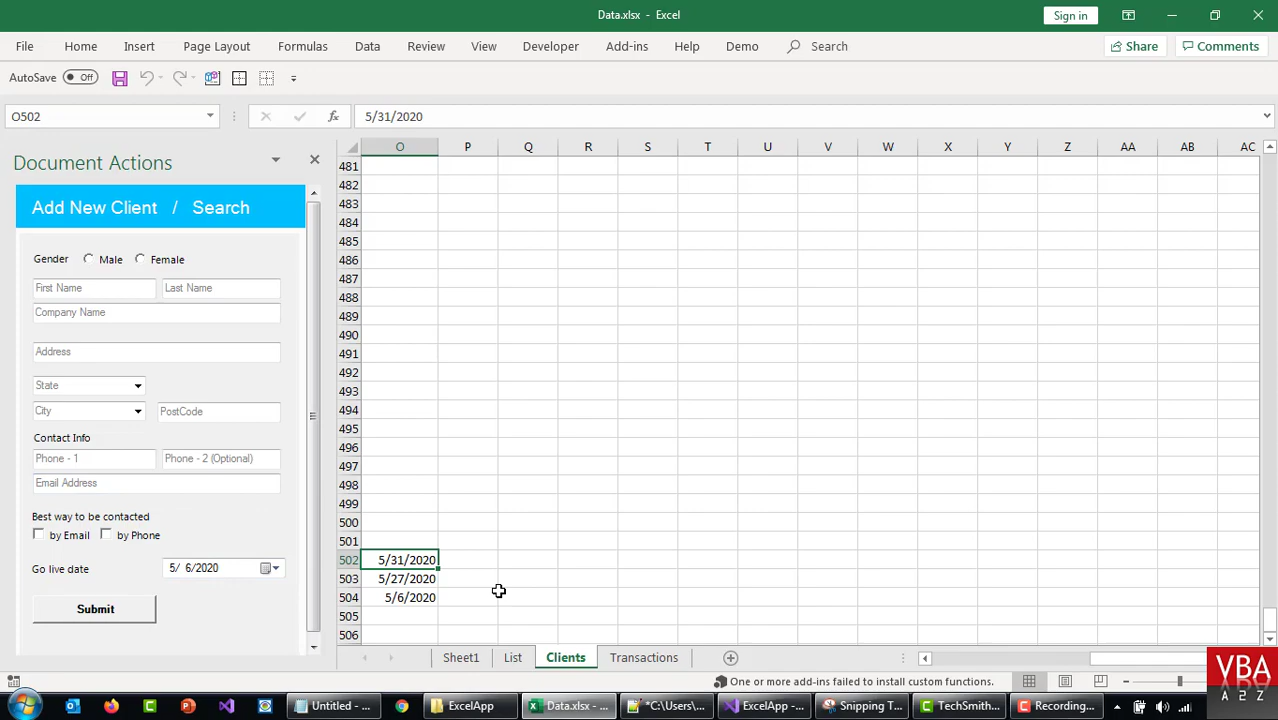 Data.xlsx - Excel
Sign in
File Home Insert Page Layout Formulas Data Review View Developer Add-ins Help Demo Search Share Comments
AutoSave Off
O502 fx 5/31/2020
Document Actions
Add New Client / Search
Gender Male Female
First Name Last Name
Company Name
Address
State
City PostCode
Contact Info
Phone - 1 Phone - 2 (Optional)
Email Address
Best way to be contacted
by Email by Phone
Go live date 5/ 6/2020
Submit
O P Q R S T U V W X Y Z AA AB AC
481
482
483
484
485
486
487
488
489
490
491
492
493
494
495
496
497
498
499
500
501
502 5/31/2020
503 5/27/2020
504 5/6/2020
505
506
Sheet1 List Clients Transactions
One or more add-ins failed to install custom functions.
Untitled - ... ExcelApp Data.xlsx - ... *C:\Users\... ExcelApp - ... Snipping T... TechSmith... Recording...
VBA
A 2 Z